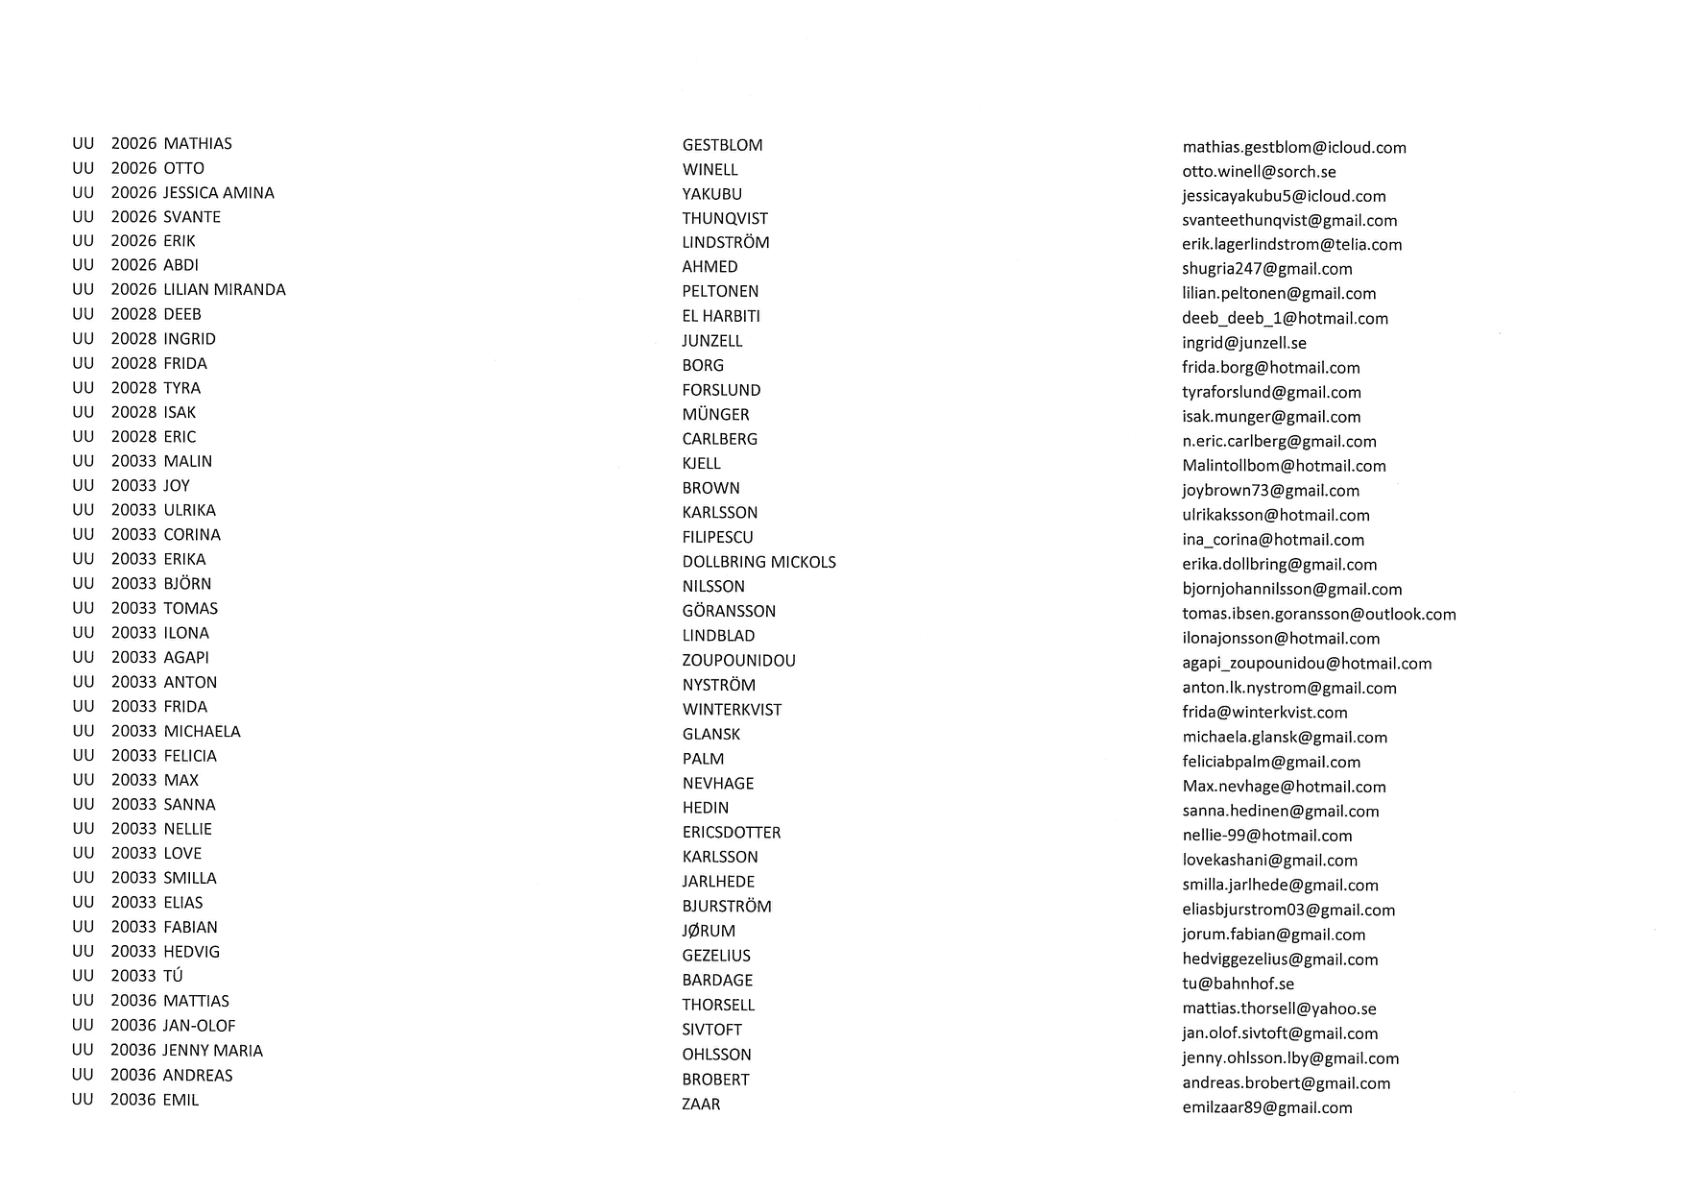 UU 20026 MATHIAS GESTBLOM mathias.gestblom@icloud.com
UU 20026 OTTO WINELL otto.winell@sorch.se
UU 20026 JESSICA AMINA YAKUBU jessicayakubu5@icloud.com
UU 20026 SVANTE THUNQVIST svanteethunqvist@gmail.com
UU 20026 ERIK LINDSTRÖM erik.lagerlindstrom@telia.com
UU 20026 ABDI AHMED shugria247@gmail.com
UU 20026 LILIAN MIRANDA PELTONEN lilian.peltonen@gmail.com
UU 20028 DEEB EL HARBITI deeb_deeb_1@hotmail.com
UU 20028 INGRID JUNZELL ingrid@junzell.se
UU 20028 FRIDA BORG frida.borg@hotmail.com
UU 20028 TYRA FORSLUND tyraforslund@gmail.com
UU 20028 ISAK MÜNGER isak.munger@gmail.com
UU 20028 ERIC CARLBERG n.eric.carlberg@gmail.com
UU 20033 MALIN KJELL Malintollbom@hotmail.com
UU 20033 JOY BROWN joybrown73@gmail.com
UU 20033 ULRIKA KARLSSON ulrikaksson@hotmail.com
UU 20033 CORINA FILIPESCU ina_corina@hotmail.com
UU 20033 ERIKA DOLLBRING MICKOLS erika.dollbring@gmail.com
UU 20033 BJÖRN NILSSON bjornjohannilsson@gmail.com
UU 20033 TOMAS GÖRANSSON tomas.ibsen.goransson@outlook.com
UU 20033 ILONA LINDBLAD ilonajonsson@hotmail.com
UU 20033 AGAPI ZOUPOUNIDOU agapi_zoupounidou@hotmail.com
UU 20033 ANTON NYSTRÖM anton.lk.nystrom@gmail.com
UU 20033 FRIDA WINTERKVIST frida@winterkvist.com
UU 20033 MICHAELA GLANSK michaela.glansk@gmail.com
UU 20033 FELICIA PALM feliciabpalm@gmail.com
UU 20033 MAX NEVHAGE Max.nevhage@hotmail.com
UU 20033 SANNA HEDIN sanna.hedinen@gmail.com
UU 20033 NELLIE ERICSDOTTER nellie-99@hotmail.com
UU 20033 LOVE KARLSSON lovekashani@gmail.com
UU 20033 SMILLA JARLHEDE smilla.jarlhede@gmail.com
UU 20033 ELIAS BJURSTRÖM eliasbjurstrom03@gmail.com
UU 20033 FABIAN JØRUM jorum.fabian@gmail.com
UU 20033 HEDVIG GEZELIUS hedviggezelius@gmail.com
UU 20033 TÚ BARDAGE tu@bahnhof.se
UU 20036 MATTIAS THORSELL mattias.thorsell@yahoo.se
UU 20036 JAN-OLOF SIVTOFT jan.olof.sivtoft@gmail.com
UU 20036 JENNY MARIA OHLSSON jenny.ohlsson.lby@gmail.com
UU 20036 ANDREAS BROBERT andreas.brobert@gmail.com
UU 20036 EMIL ZAAR emilzaar89@gmail.com